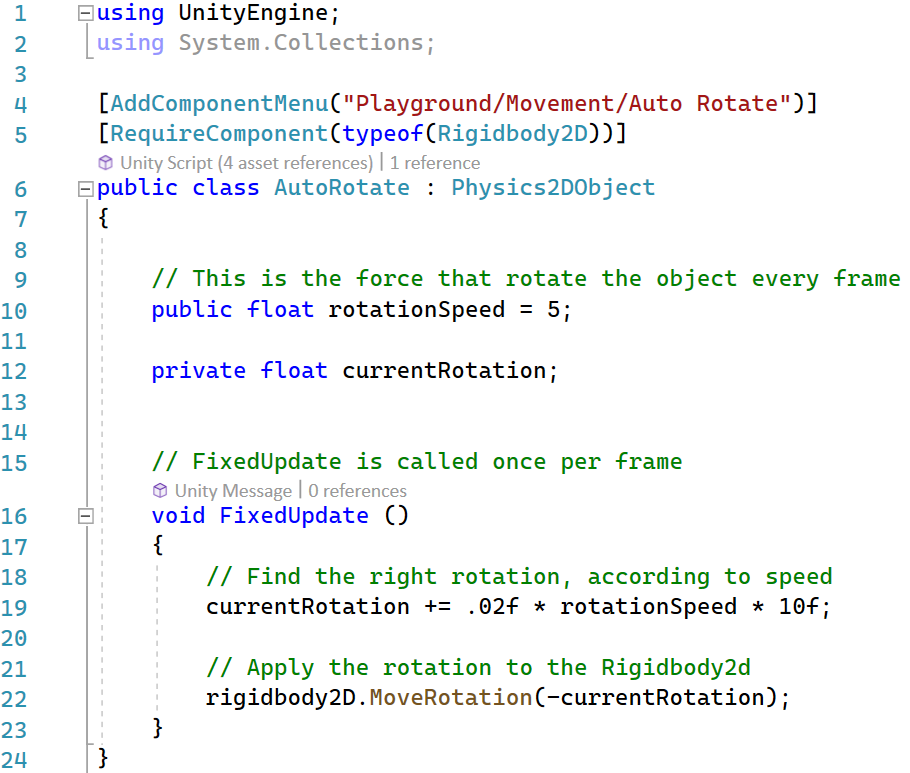 1 using UnityEngine;
2 using System.Collections;
3
4 [AddComponentMenu("Playground/Movement/Auto Rotate")]
5 [RequireComponent(typeof(Rigidbody2D))]
Unity Script (4 asset references) | 1 reference
6 public class AutoRotate : Physics2DObject
7 {
8
9 // This is the force that rotate the object every frame
10 public float rotationSpeed = 5;
11
12 private float currentRotation;
13
14
15 // FixedUpdate is called once per frame
Unity Message | 0 references
16 void FixedUpdate ()
17 {
18 // Find the right rotation, according to speed
19 currentRotation += .02f * rotationSpeed * 10f;
20
21 // Apply the rotation to the Rigidbody2d
22 rigidbody2D.MoveRotation(-currentRotation);
23 }
24 }